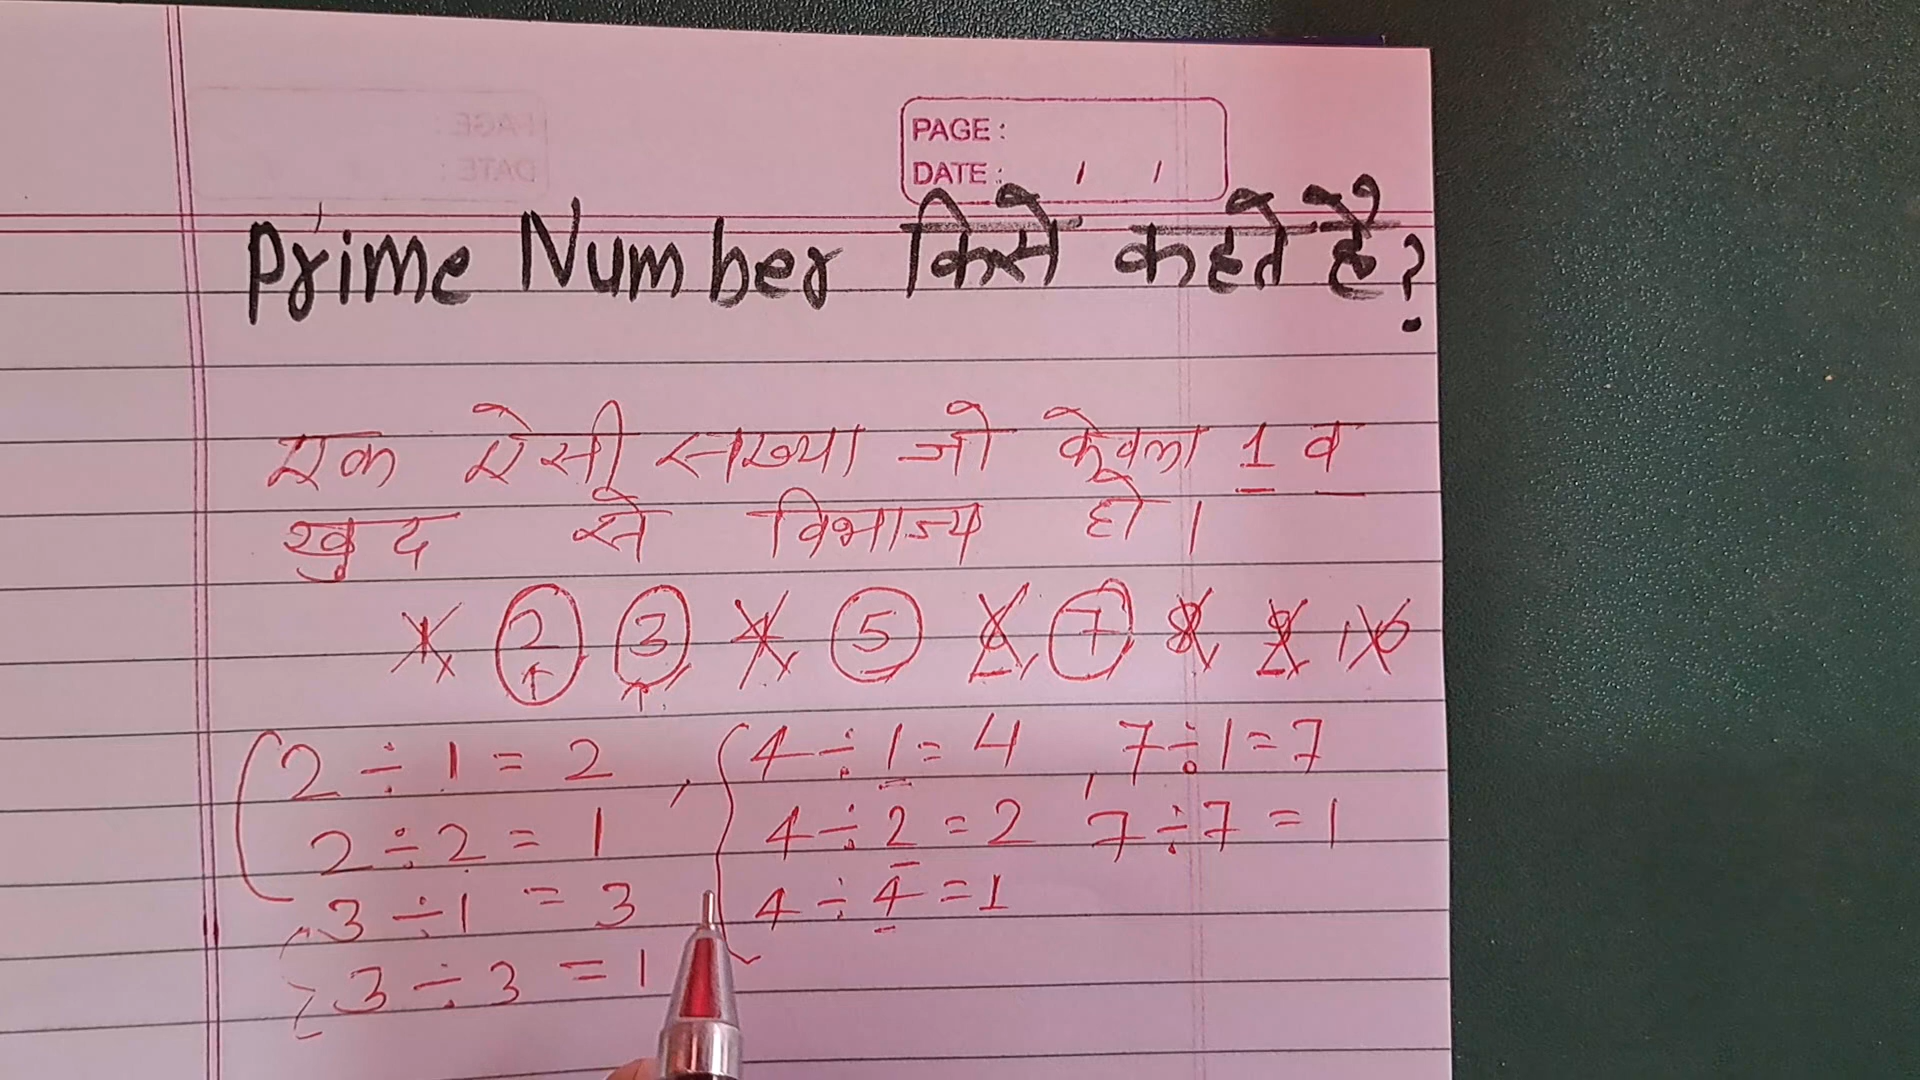 PAGE :
DATE : / /
Prime Number किसे कहते है?
एक ऐसी सख्या जो केवल 1 व
खुद से विभाज्य हो ।
1, 2, 3, 4, 5, 6, 7, 8, 9, 10
2 ÷ 1 = 2 , 4 ÷ 1 = 4 , 7 ÷ 1 = 7
2 ÷ 2 = 1 4 ÷ 2 = 2 7 ÷ 7 = 1
3 ÷ 1 = 3 4 ÷ 4 = 1
3 ÷ 3 = 1